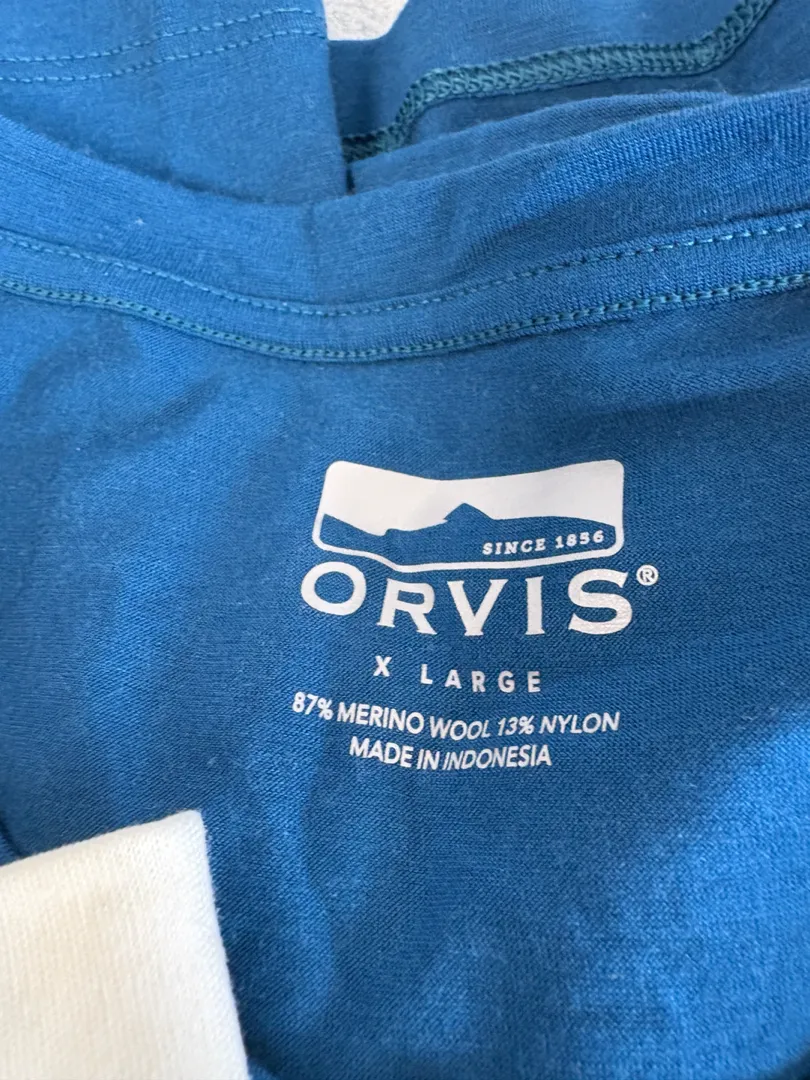 SINCE 1856
ORVIS®
X LARGE
87% MERINO WOOL 13% NYLON
MADE IN INDONESIA